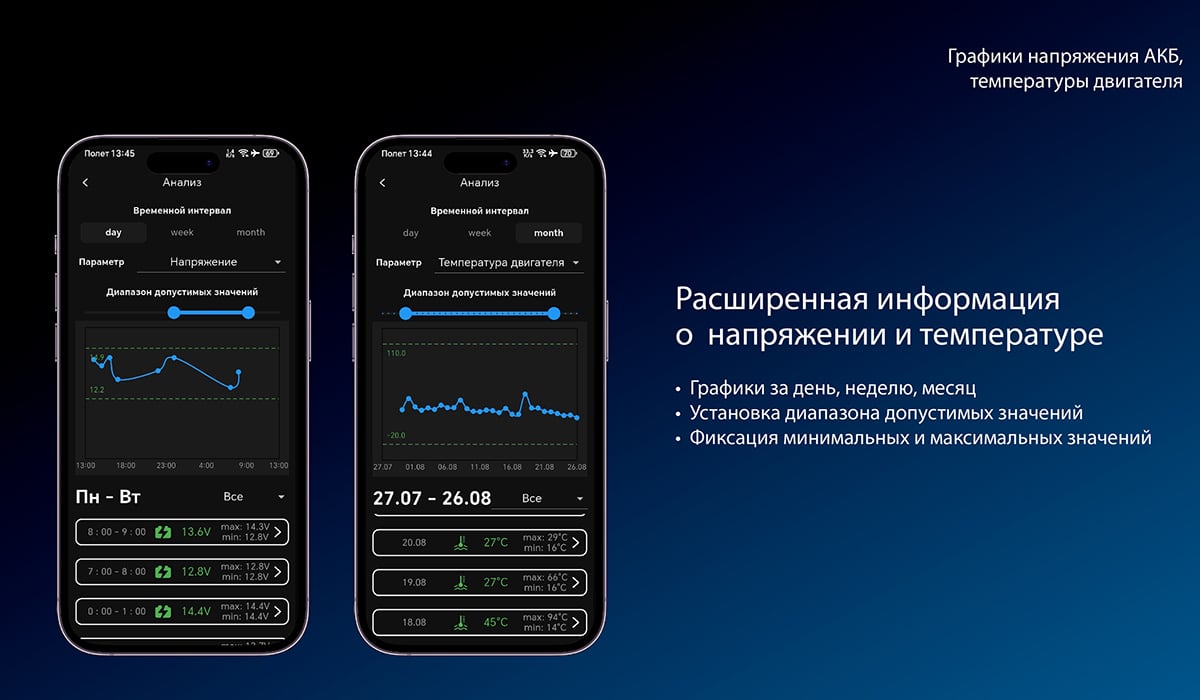 Графики напряжения АКБ,
температуры двигателя
Полет 13:45
1,4
69
Анализ
Временной интервал
day week month
Параметр Напряжение
Диапазон допустимых значений
14.9
12.2
13:00 18:00 23:00 4:00 9:00 13:00
Пн - Вт Все
8 : 00 - 9 : 00 13.6V max: 14.3V
min: 12.8V
7 : 00 - 8 : 00 12.8V max: 12.8V
min: 12.8V
0 : 00 - 1 : 00 14.4V max: 14.4V
min: 14.4V
Полет 13:44
70
Анализ
Временной интервал
day week month
Параметр Температура двигателя
Диапазон допустимых значений
110.0
-20.0
27.07 01.08 06.08 11.08 16.08 21.08 26.08
27.07 - 26.08 Все
20.08 27°C max: 29°C
min: 16°C
19.08 27°C max: 66°C
min: 16°C
18.08 45°C max: 94°C
min: 14°C
Расширенная информация
о напряжении и температуре
• Графики за день, неделю, месяц
• Установка диапазона допустимых значений
• Фиксация минимальных и максимальных значений